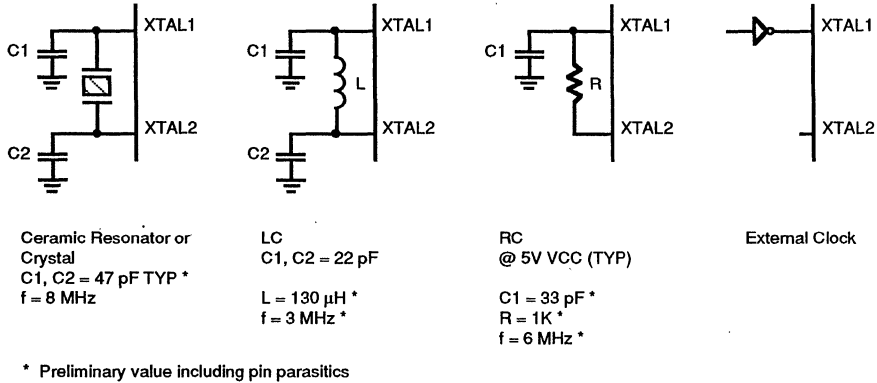 XTAL1
C1
XTAL2
C2
Ceramic Resonator or
Crystal
C1, C2 = 47 pF TYP *
f = 8 MHz
XTAL1
C1
L
XTAL2
C2
LC
C1, C2 = 22 pF
L = 130 µH *
f = 3 MHz *
XTAL1
C1
R
XTAL2
RC
@ 5V VCC (TYP)
C1 = 33 pF *
R = 1K *
f = 6 MHz *
XTAL1
XTAL2
External Clock
* Preliminary value including pin parasitics